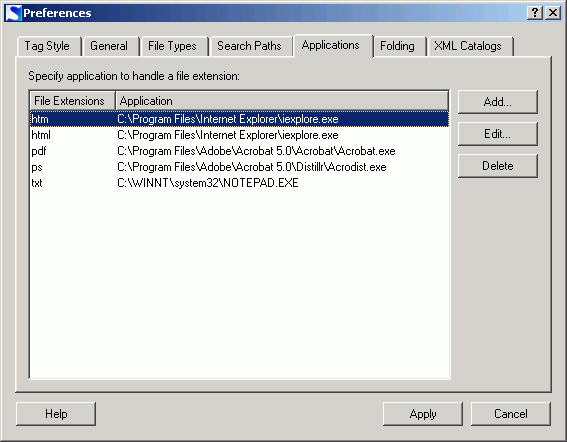 Preferences
Tag Style General File Types Search Paths Applications Folding XML Catalogs
Specify application to handle a file extension:
File Extensions Application
htm C:\Program Files\Internet Explorer\iexplore.exe
html C:\Program Files\Internet Explorer\iexplore.exe
pdf C:\Program Files\Adobe\Acrobat 5.0\Acrobat\Acrobat.exe
ps C:\Program Files\Adobe\Acrobat 5.0\Distillr\Acrodist.exe
txt C:\WINNT\system32\NOTEPAD.EXE
Add...
Edit...
Delete
Help Apply Cancel